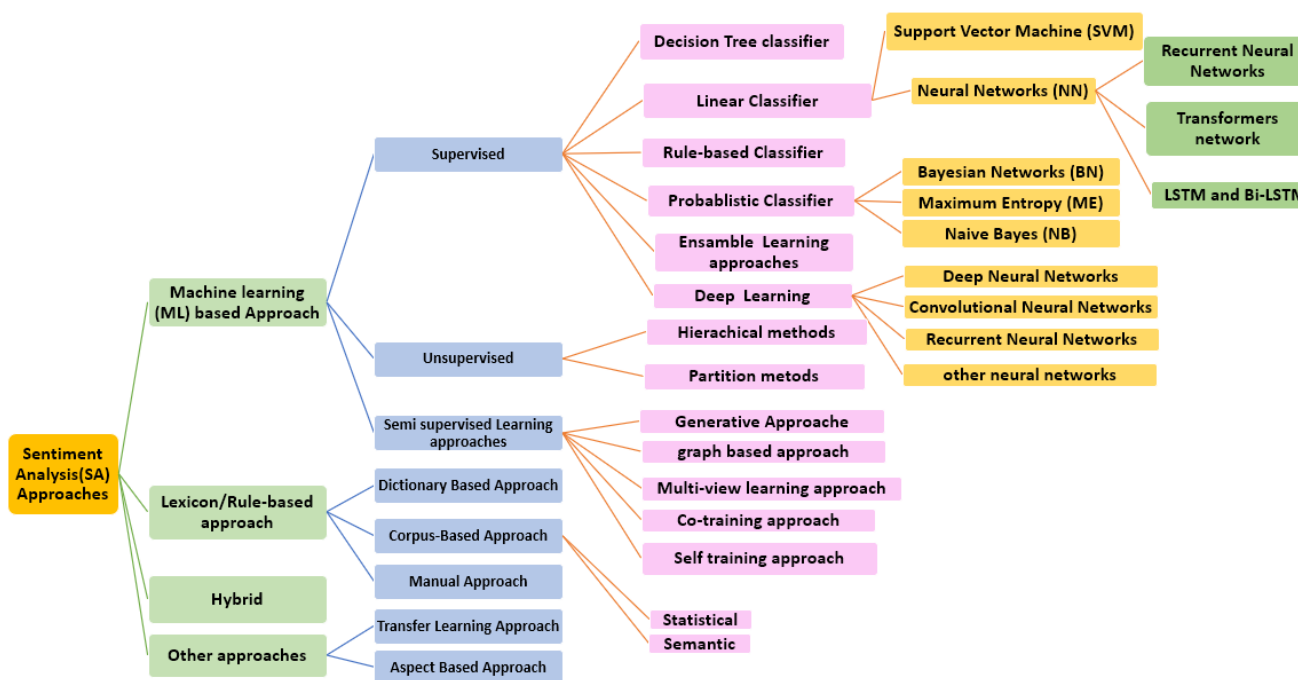 Sentiment
Analysis(SA)
Approaches
Machine learning
(ML) based Approach
Lexicon/Rule-based
approach
Hybrid
Other approaches
Supervised
Unsupervised
Semi supervised Learning
approaches
Dictionary Based Approach
Corpus-Based Approach
Manual Approach
Transfer Learning Approach
Aspect Based Approach
Decision Tree classifier
Linear Classifier
Rule-based Classifier
Probablistic Classifier
Ensamble Learning
approaches
Deep Learning
Hierachical methods
Partition metods
Generative Approache
graph based approach
Multi-view learning approach
Co-training approach
Self training approach
Statistical
Semantic
Support Vector Machine (SVM)
Neural Networks (NN)
Bayesian Networks (BN)
Maximum Entropy (ME)
Naive Bayes (NB)
Deep Neural Networks
Convolutional Neural Networks
Recurrent Neural Networks
other neural networks
Recurrent Neural
Networks
Transformers
network
LSTM and Bi-LSTM